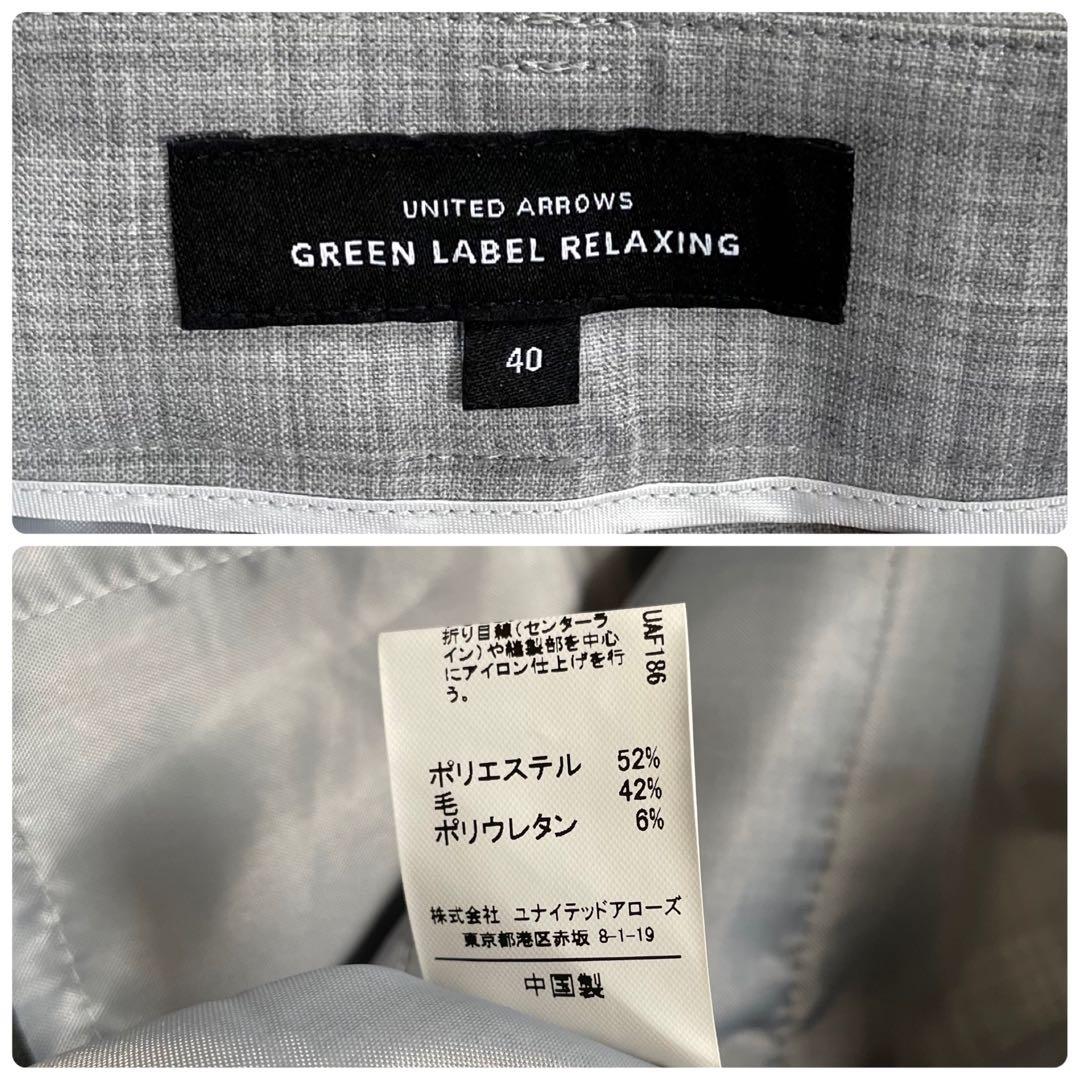 UNITED ARROWS
GREEN LABEL RELAXING
40
折り目線(センターラ
イン)や縫製部を中心
にアイロン仕上げを行
う。
UAF186
ポリエステル 52%
毛 42%
ポリウレタン 6%
株式会社 ユナイテッドアローズ
東京都港区赤坂 8-1-19
中国製